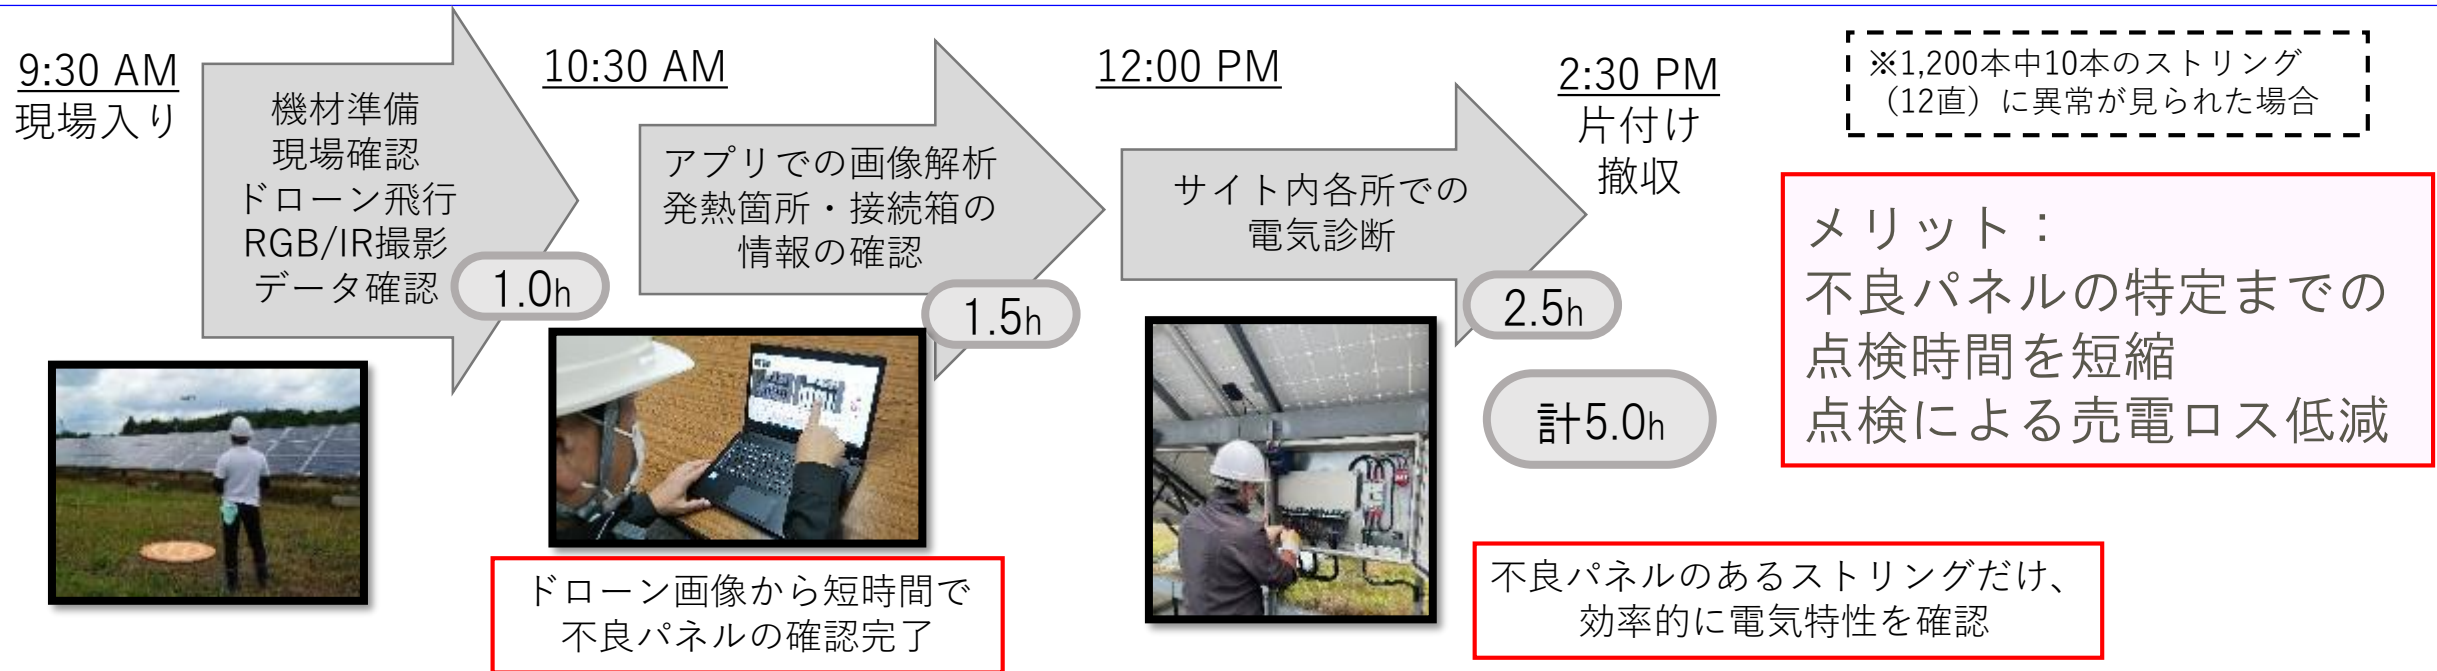 9:30 AM
現場入り
機材準備
現場確認
ドローン飛行
RGB/IR撮影
データ確認
1.0h
10:30 AM
アプリでの画像解析
発熱箇所・接続箱の
情報の確認
1.5h
12:00 PM
サイト内各所での
電気診断
2.5h
2:30 PM
片付け
撤収
計5.0h
※1,200本中10本のストリング
（12直）に異常が見られた場合
メリット：
不良パネルの特定までの
点検時間を短縮
点検による売電ロス低減
ドローン画像から短時間で
不良パネルの確認完了
不良パネルのあるストリングだけ、
効率的に電気特性を確認